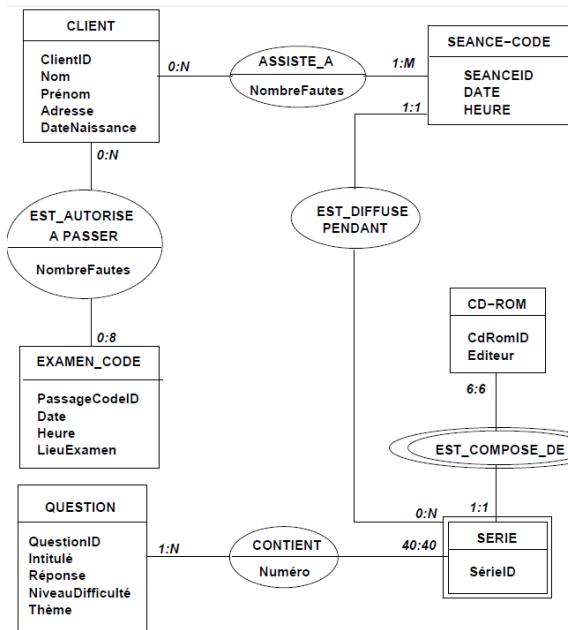 CLIENT
ClientID
Nom
Prénom
Adresse
DateNaissance
0:N
ASSISTE_A
NombreFautes
1:M
SEANCE-CODE
SEANCEID
DATE
HEURE
1:1
0:N
EST_AUTORISE
A PASSER
NombreFautes
0:8
EST_DIFFUSE
PENDANT
EXAMEN_CODE
PassageCodeID
Date
Heure
LieuExamen
CD-ROM
CdRomID
Editeur
6:6
EST_COMPOSE_DE
1:1
0:N
QUESTION
QuestionID
Intitulé
Réponse
NiveauDifficulté
Thème
1:N
CONTIENT
Numéro
40:40
SERIE
SérieID